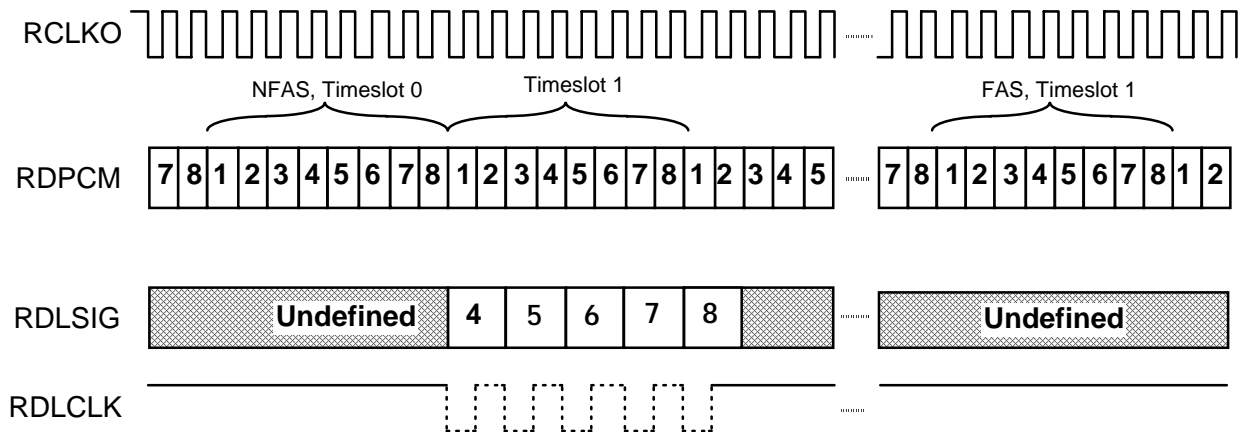 RCLKO
NFAS, Timeslot 0 Timeslot 1 FAS, Timeslot 1
RDPCM 7 8 1 2 3 4 5 6 7 8 1 2 3 4 5 6 7 8 1 2 3 4 5 7 8 1 2 3 4 5 6 7 8 1 2
RDLSIG Undefined 4 5 6 7 8 Undefined
RDLCLK